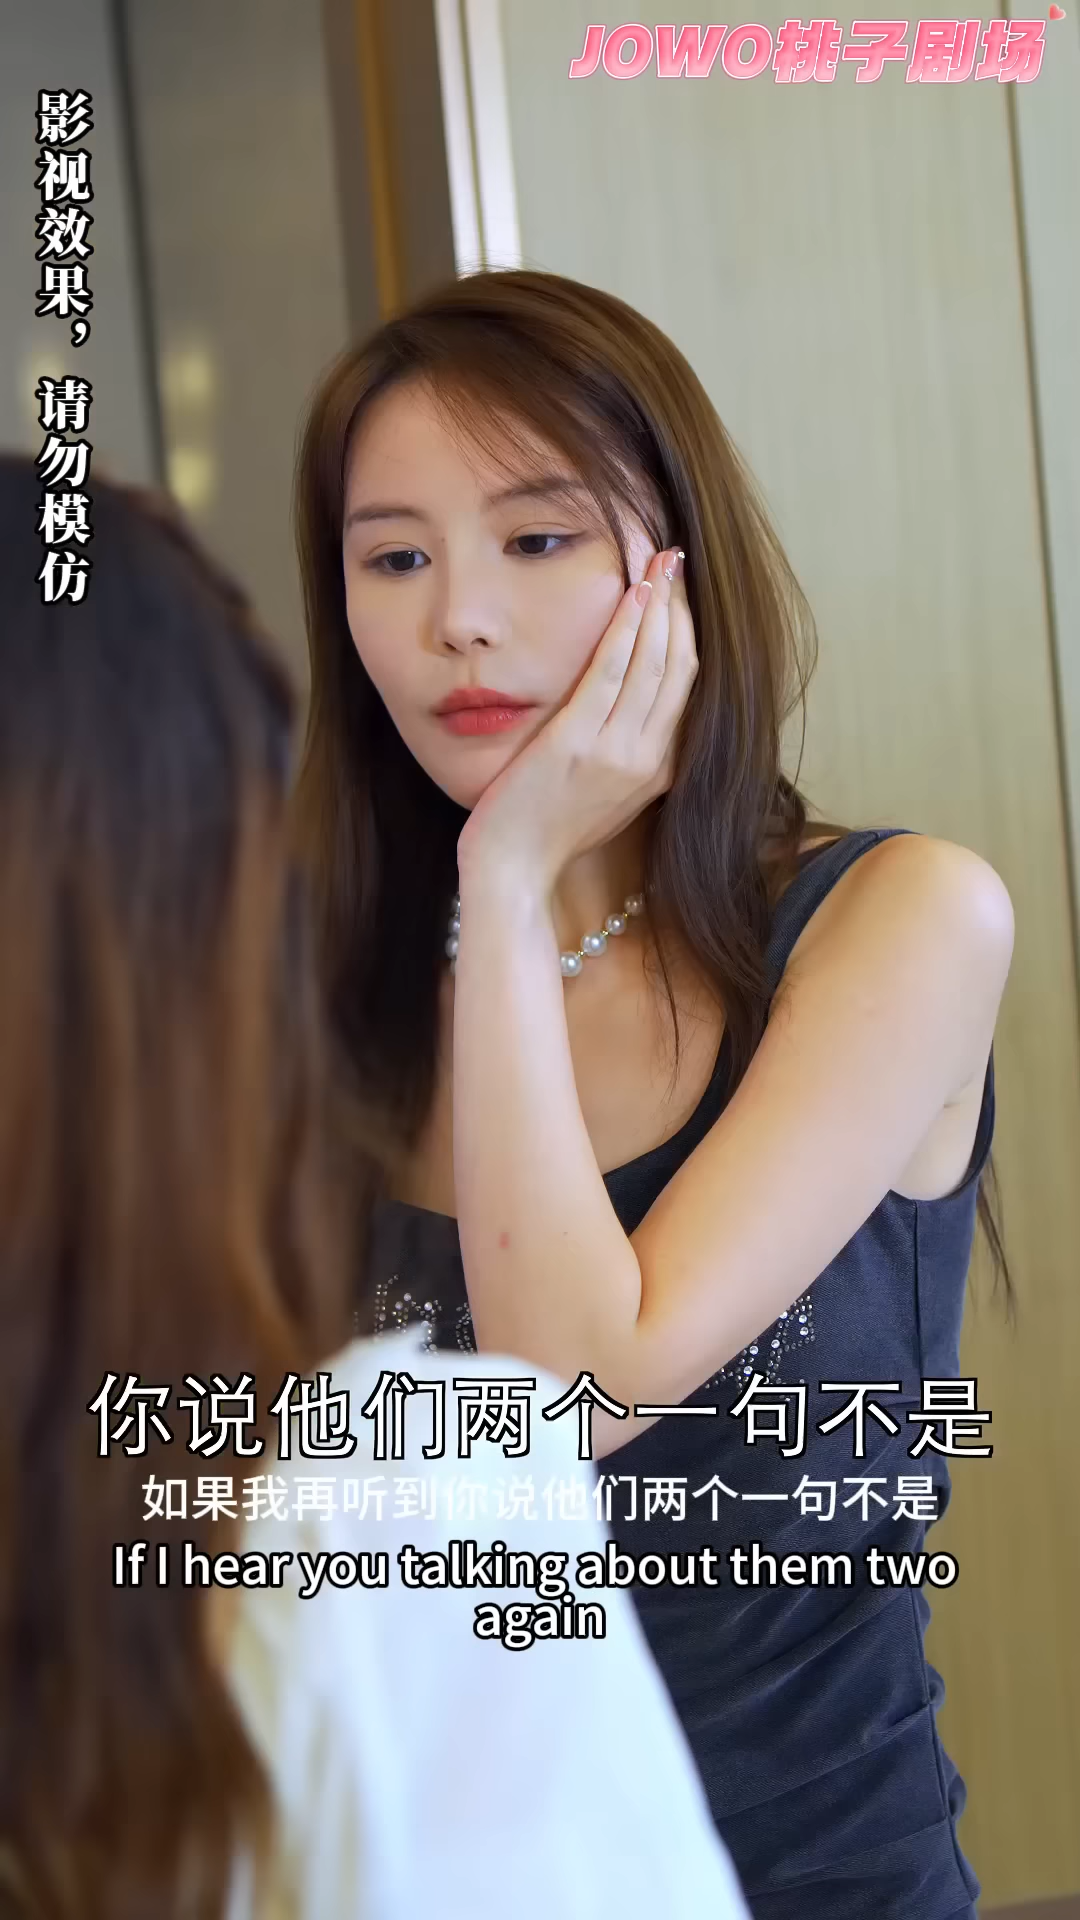 JOWO桃子剧场
影视效果，请勿模仿
你说他们两个一句不是
如果我再听到你说他们两个一句不是
If I hear you talking about them two
again